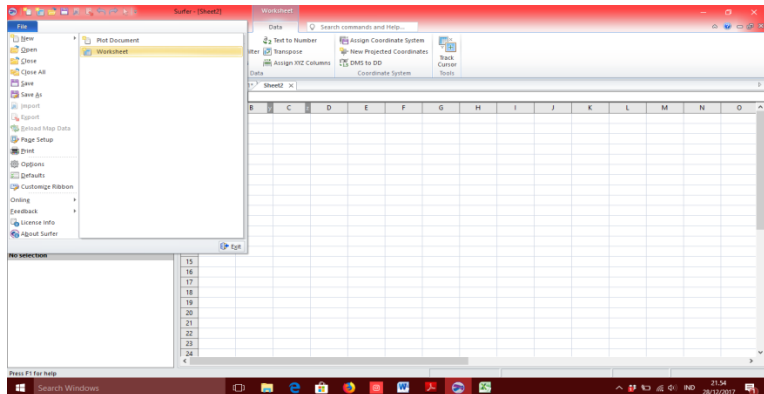 Surfer - [Sheet2]
Worksheet
File
Data
Search commands and Help...
New
Open
Close
Close All
Save
Save As
Import
Export
Reload Map Data
Page Setup
Print
Options
Defaults
Customize Ribbon
Online
Feedback
License Info
About Surfer
Plot Document
Worksheet
Exit
Text to Number
Transpose
Assign XYZ Columns
Data
Assign Coordinate System
New Projected Coordinates
DMS to DD
Coordinate System
Track
Cursor
Tools
Sheet2
B C D E F G H I J K L M N O
No selection
15
16
17
18
19
20
21
22
23
24
Press F1 for help
Search Windows
IND
21.54
28/12/2017